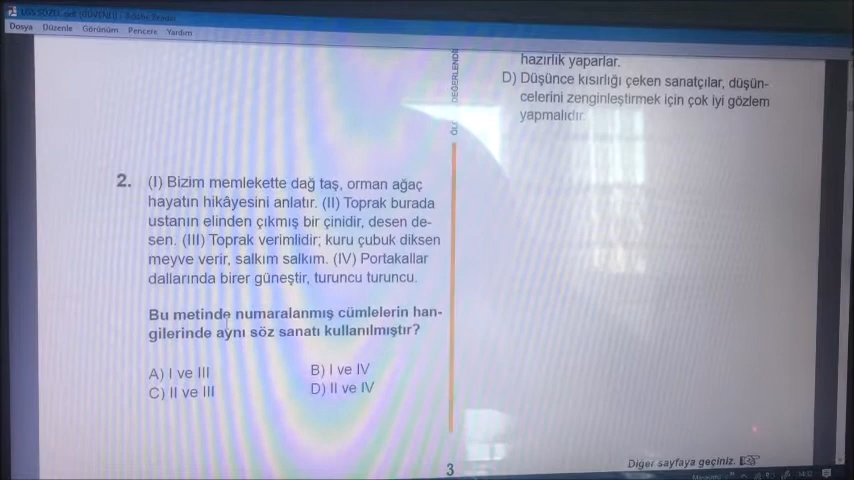 Dosya Düzenle Görünüm Pencere Yardım
hazırlık yaparlar.
D) Düşünce kısırlığı çeken sanatçılar, düşün-
celerini zenginleştirmek için çok iyi gözlem
yapmalıdır.
2. (I) Bizim memlekette dağ taş, orman ağaç
hayatın hikâyesini anlatır. (II) Toprak burada
ustanın elinden çıkmış bir çinidir, desen de-
sen. (III) Toprak verimlidir; kuru çubuk diksen
meyve verir, salkım salkım. (IV) Portakallar
dallarında birer güneştir, turuncu turuncu.
Bu metinde numaralanmış cümlelerin han-
gilerinde aynı söz sanatı kullanılmıştır?
A) I ve III
B) I ve IV
C) II ve III
D) II ve IV
3
Diğer sayfaya geçiniz.